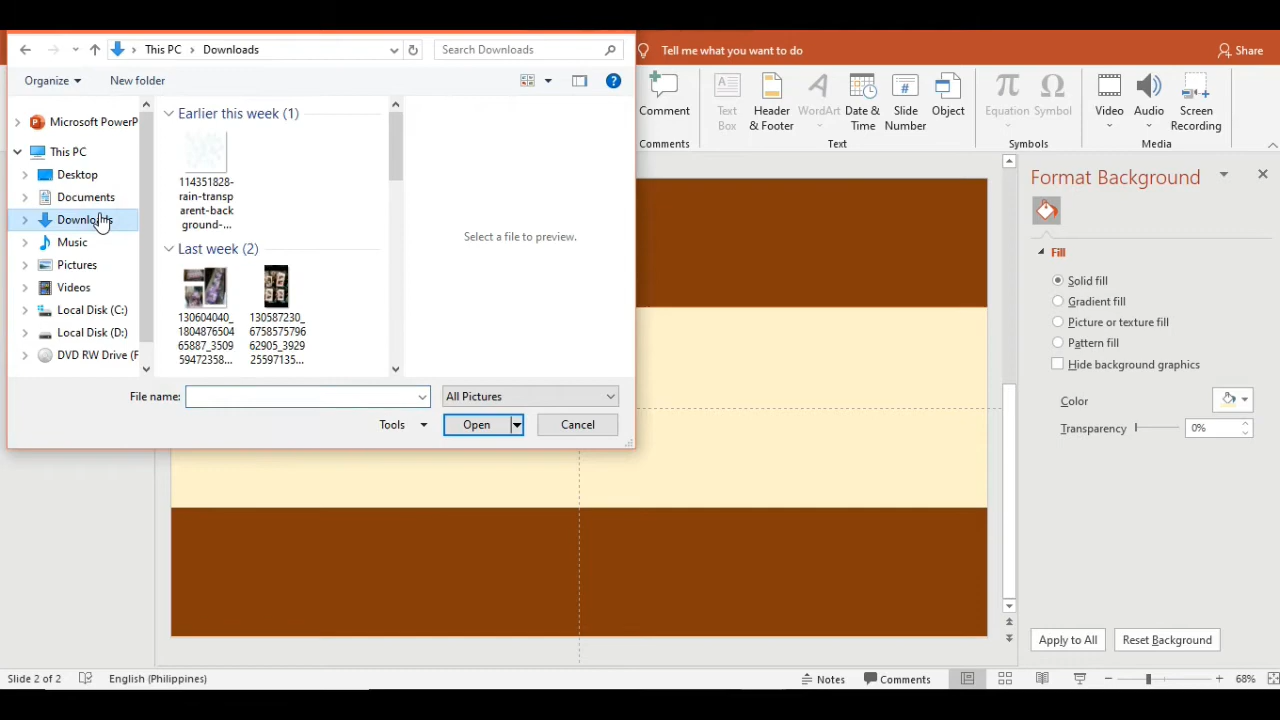 This PC > Downloads
Search Downloads
Tell me what you want to do
Share
Organize
New folder
Microsoft PowerP
This PC
Desktop
Documents
Downloads
Music
Pictures
Videos
Local Disk (C:)
Local Disk (D:)
DVD RW Drive (F
Earlier this week (1)
114351828-
rain-transp
arent-back
ground-...
Last week (2)
130604040_
1804876504
65887_3509
59472358...
130587230_
6758575796
62905_3929
25597135...
Select a file to preview.
File name:
All Pictures
Tools
Open
Cancel
Comment
Comments
Text
Box
Header
& Footer
WordArt
Date &
Time
Slide
Number
Object
Text
Equation
Symbol
Symbols
Video
Audio
Screen
Recording
Media
Format Background
Fill
Solid fill
Gradient fill
Picture or texture fill
Pattern fill
Hide background graphics
Color
Transparency
0%
Apply to All
Reset Background
Slide 2 of 2
English (Philippines)
Notes
Comments
68%